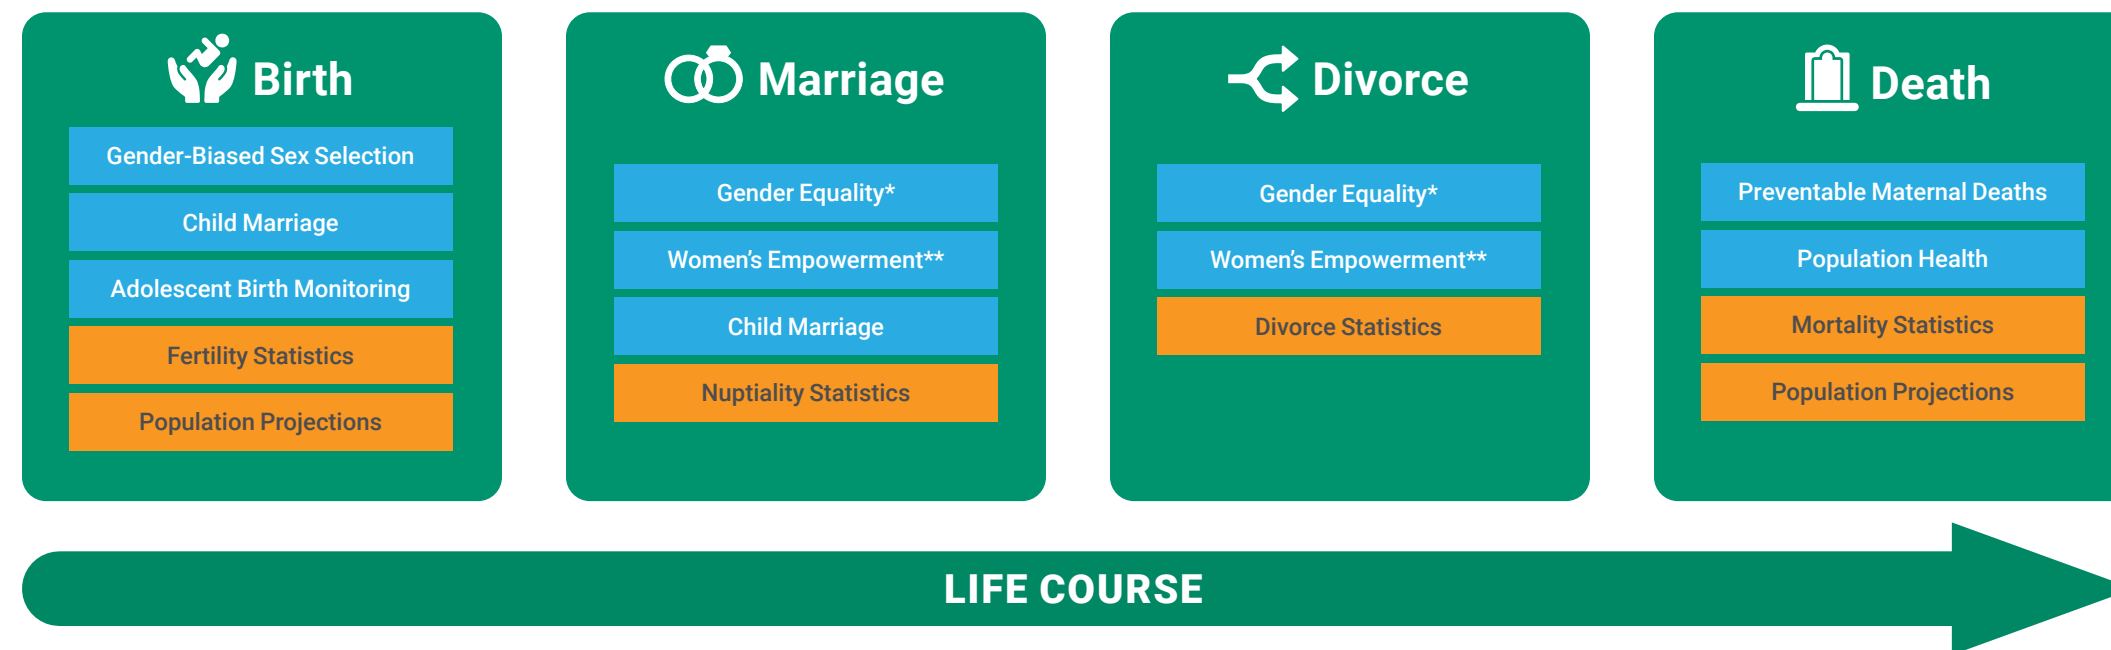 Birth
Gender-Biased Sex Selection
Child Marriage
Adolescent Birth Monitoring
Fertility Statistics
Population Projections
Marriage
Gender Equality*
Women's Empowerment**
Child Marriage
Nuptiality Statistics
Divorce
Gender Equality*
Women's Empowerment**
Divorce Statistics
Death
Preventable Maternal Deaths
Population Health
Mortality Statistics
Population Projections
LIFE COURSE